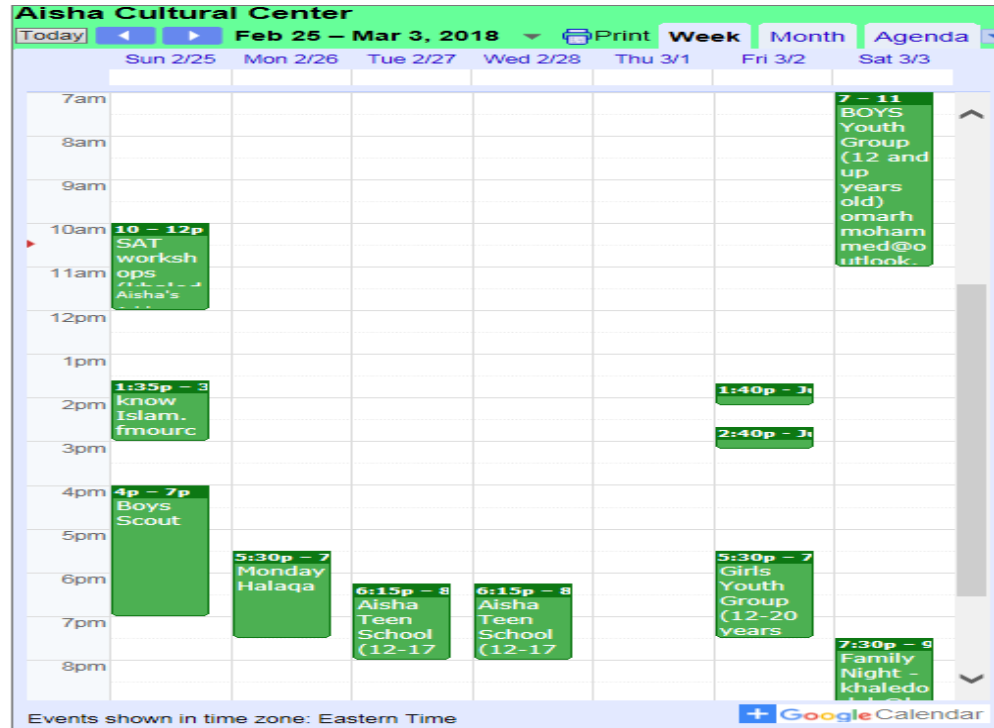 Aisha Cultural Center
Today Feb 25 – Mar 3, 2018 Print Week Month Agenda
Sun 2/25 Mon 2/26 Tue 2/27 Wed 2/28 Thu 3/1 Fri 3/2 Sat 3/3
7am
8am
9am
10am
11am
12pm
1pm
2pm
3pm
4pm
5pm
6pm
7pm
8pm
10 – 12p
SAT
worksh
ops
Aisha's
1:35p – 3
know
Islam.
fmourc
4p – 7p
Boys
Scout
5:30p – 7
Monday
Halaqa
6:15p – 8
Aisha
Teen
School
(12-17
6:15p – 8
Aisha
Teen
School
(12-17
1:40p - J
2:40p - J
5:30p – 7
Girls
Youth
Group
(12-20
years
7 – 11
BOYS
Youth
Group
(12 and
up
years
old)
omarh
moham
med@o
utlook.
7:30p – 9
Family
Night -
khaledo
Events shown in time zone: Eastern Time
+ Google Calendar